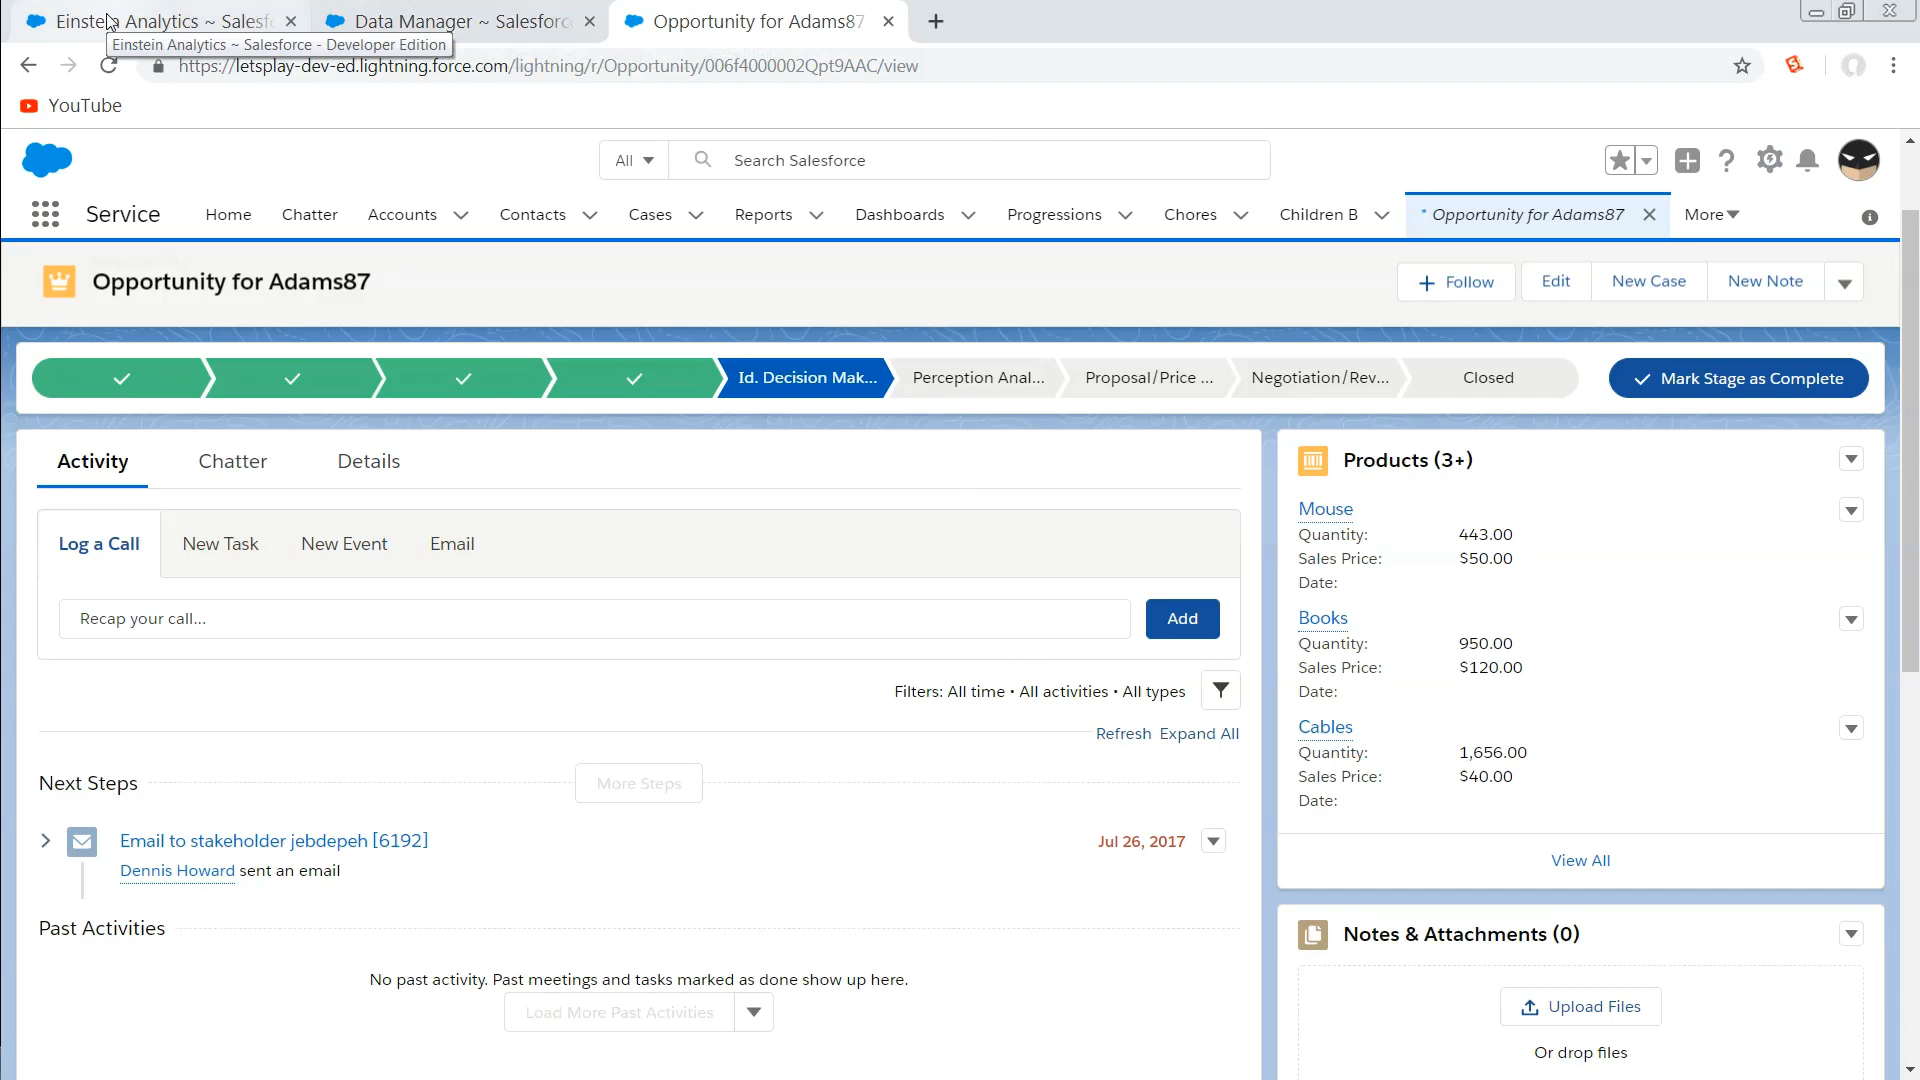 Einstein Analytics ~ Salesf
Data Manager ~ Salesforc
Opportunity for Adams87
Einstein Analytics ~ Salesforce - Developer Edition
https://letsplay-dev-ed.lightning.force.com/lightning/r/Opportunity/006f4000002Qpt9AAC/view
YouTube
All
Search Salesforce
Service
Home
Chatter
Accounts
Contacts
Cases
Reports
Dashboards
Progressions
Chores
Children B
* Opportunity for Adams87
More
Opportunity for Adams87
+ Follow
Edit
New Case
New Note
Id. Decision Mak...
Perception Anal...
Proposal/Price ...
Negotiation/Rev...
Closed
Mark Stage as Complete
Activity
Chatter
Details
Log a Call
New Task
New Event
Email
Recap your call...
Add
Filters: All time • All activities • All types
Refresh Expand All
Next Steps
More Steps
Email to stakeholder jebdepeh [6192]
Jul 26, 2017
Dennis Howard sent an email
Past Activities
No past activity. Past meetings and tasks marked as done show up here.
Load More Past Activities
Products (3+)
Mouse
Quantity: 443.00
Sales Price: $50.00
Date:
Books
Quantity: 950.00
Sales Price: $120.00
Date:
Cables
Quantity: 1,656.00
Sales Price: $40.00
Date:
View All
Notes & Attachments (0)
Upload Files
Or drop files